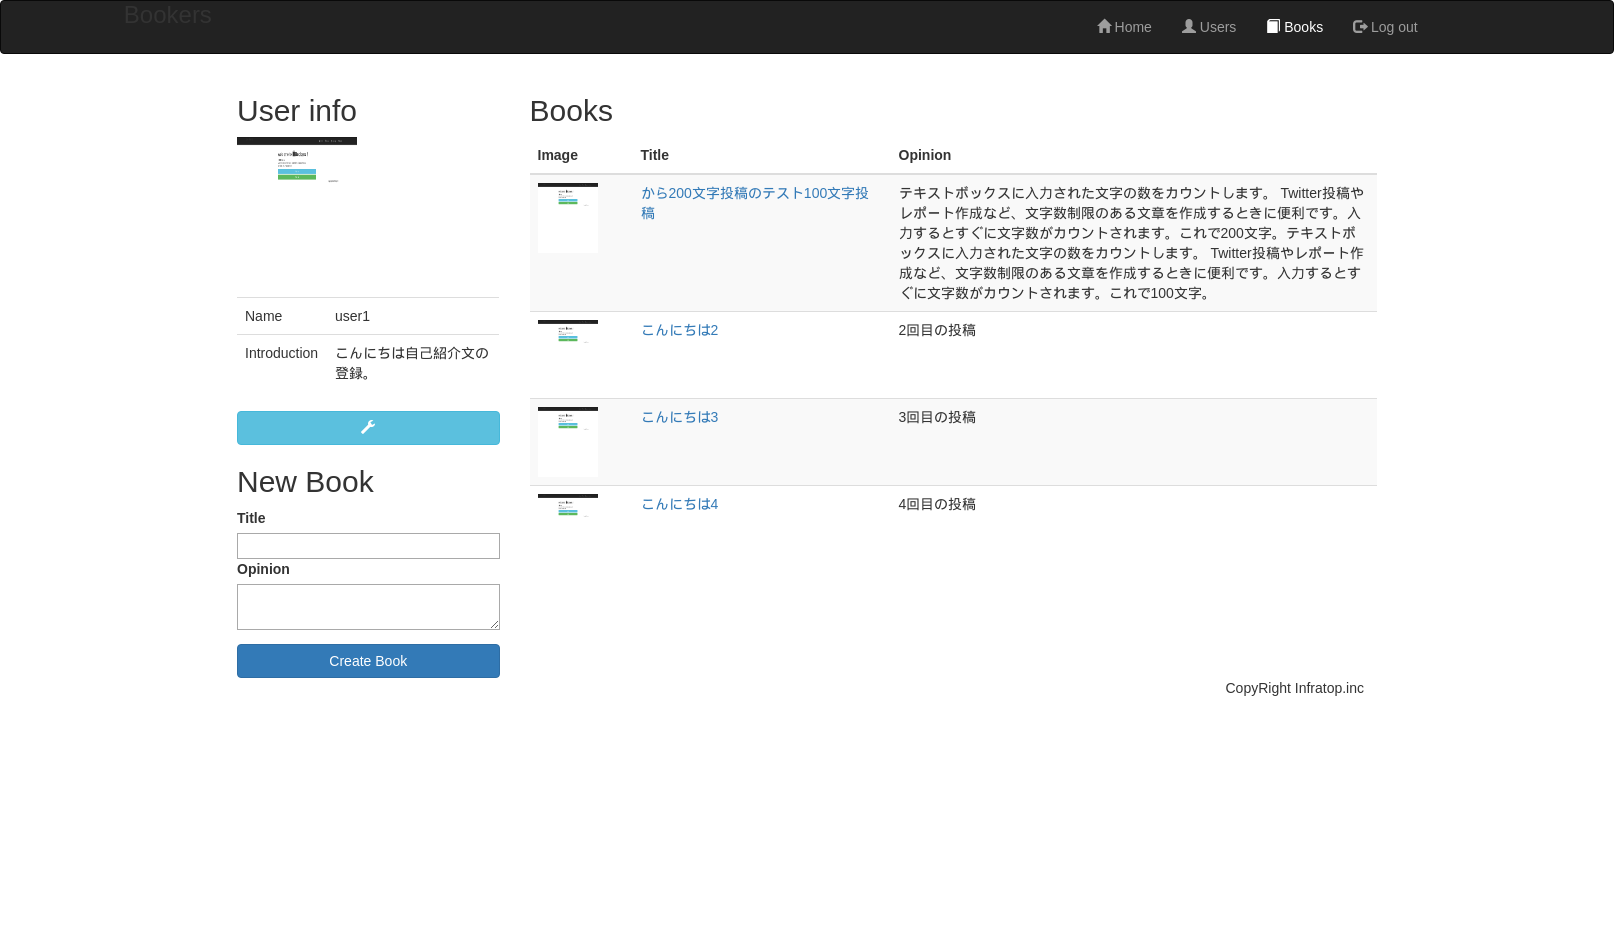 Bookers
Home
Users
Books
Log out
User info
Name user1
Introduction こんにちは自己紹介文の
登録。
New Book
Title
Opinion
Create Book
Books
Image Title Opinion
から200文字投稿のテスト100文字投
稿
テキストボックスに入力された文字の数をカウントします。 Twitter投稿や
レポート作成など、文字数制限のある文章を作成するときに便利です。入
力するとすぐに文字数がカウントされます。これで200文字。テキストボ
ックスに入力された文字の数をカウントします。 Twitter投稿やレポート作
成など、文字数制限のある文章を作成するときに便利です。入力するとす
ぐに文字数がカウントされます。これで100文字。
こんにちは2 2回目の投稿
こんにちは3 3回目の投稿
こんにちは4 4回目の投稿
CopyRight Infratop.inc